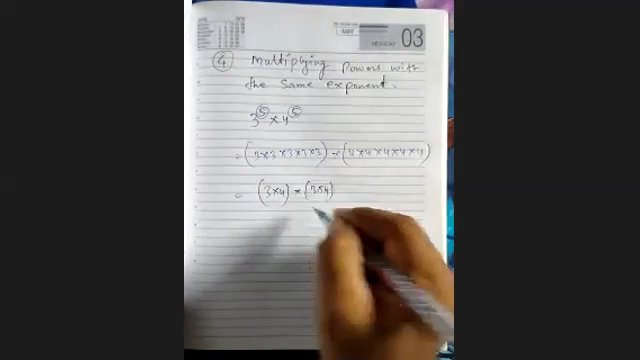 MONDAY 03
④ Multiplying Powers with
the Same exponent.
3⁵ × 4⁵
= (3×3×3×3×3) × (4×4×4×4×4)
= (3×4) × (3×4)